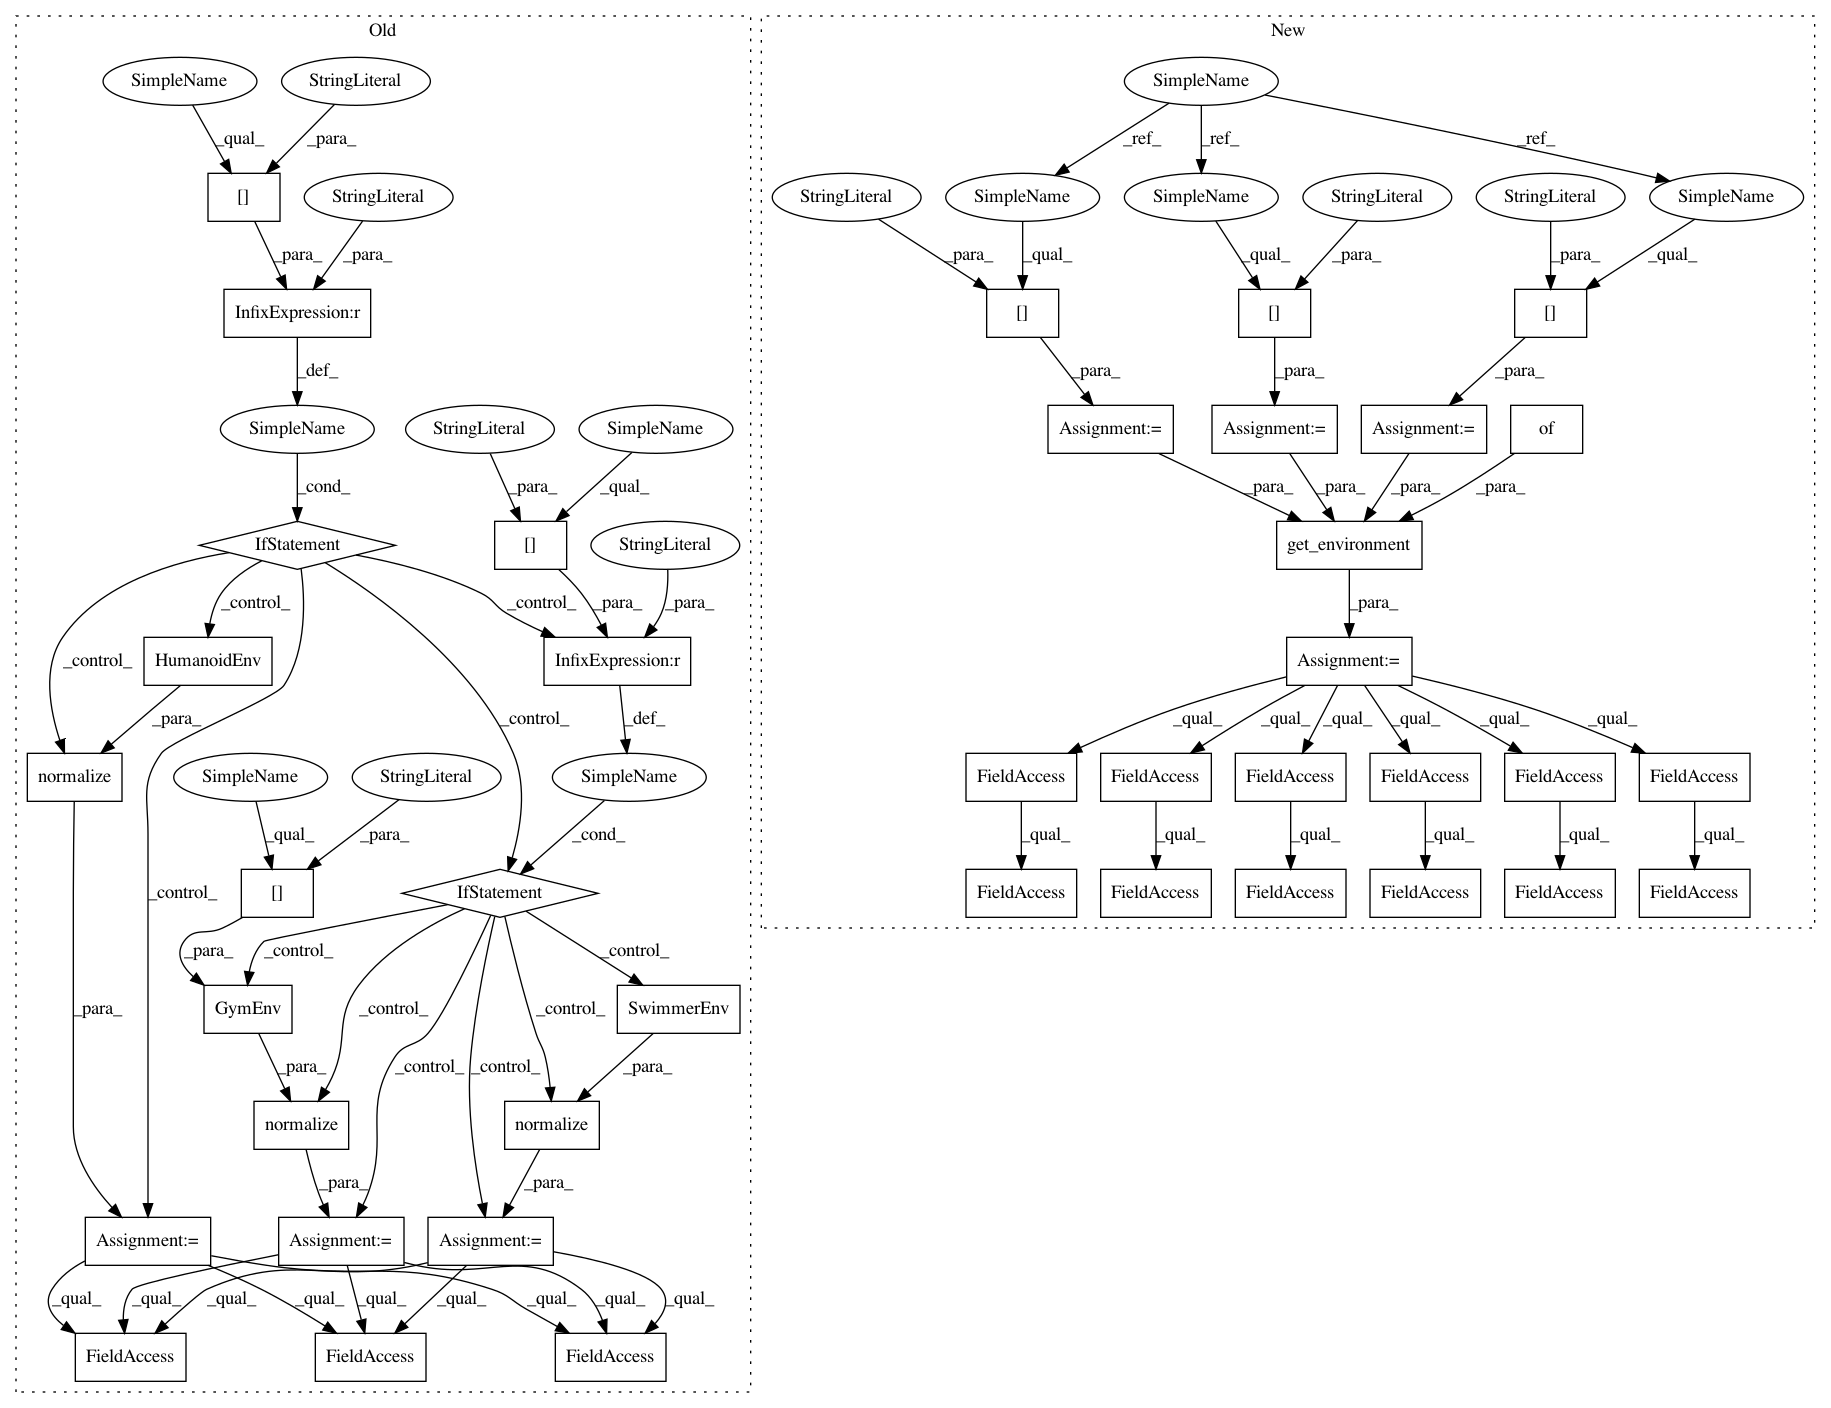 Old
New
SimpleName
StringLiteral
SimpleName
_qual_
_para_
_ref_
_ref_
_ref_
[]
StringLiteral
StringLiteral
SimpleName
SimpleName
StringLiteral
StringLiteral
SimpleName
_para_
_para_
_para_
_qual_
_qual_
_para_
_para_
_qual_
InfixExpression:r
[]
[]
[]
_def_
_para_
_para_
_para_
SimpleName
StringLiteral
SimpleName
Assignment:=
Assignment:=
Assignment:=
of
_cond_
_para_
_qual_
_para_
_para_
_para_
_para_
IfStatement
[]
StringLiteral
get_environment
_control_
_control_
_para_
_para_
_para_
_control_
HumanoidEnv
InfixExpression:r
Assignment:=
_para_
_control_
_def_
_qual_
_qual_
_qual_
_qual_
_qual_
_qual_
normalize
SimpleName
StringLiteral
SimpleName
FieldAccess
FieldAccess
FieldAccess
FieldAccess
FieldAccess
FieldAccess
_qual_
_para_
_cond_
_qual_
_qual_
_qual_
_qual_
_qual_
_qual_
_control_
[]
IfStatement
FieldAccess
FieldAccess
FieldAccess
FieldAccess
FieldAccess
FieldAccess
_para_
_control_
_control_
_para_
GymEnv
_control_
_control_
SwimmerEnv
_para_
_control_
_control_
_para_
normalize
normalize
_para_
_para_
Assignment:=
Assignment:=
Assignment:=
_qual_
_qual_
_qual_
_qual_
_qual_
_qual_
_qual_
_qual_
_qual_
FieldAccess
FieldAccess
FieldAccess